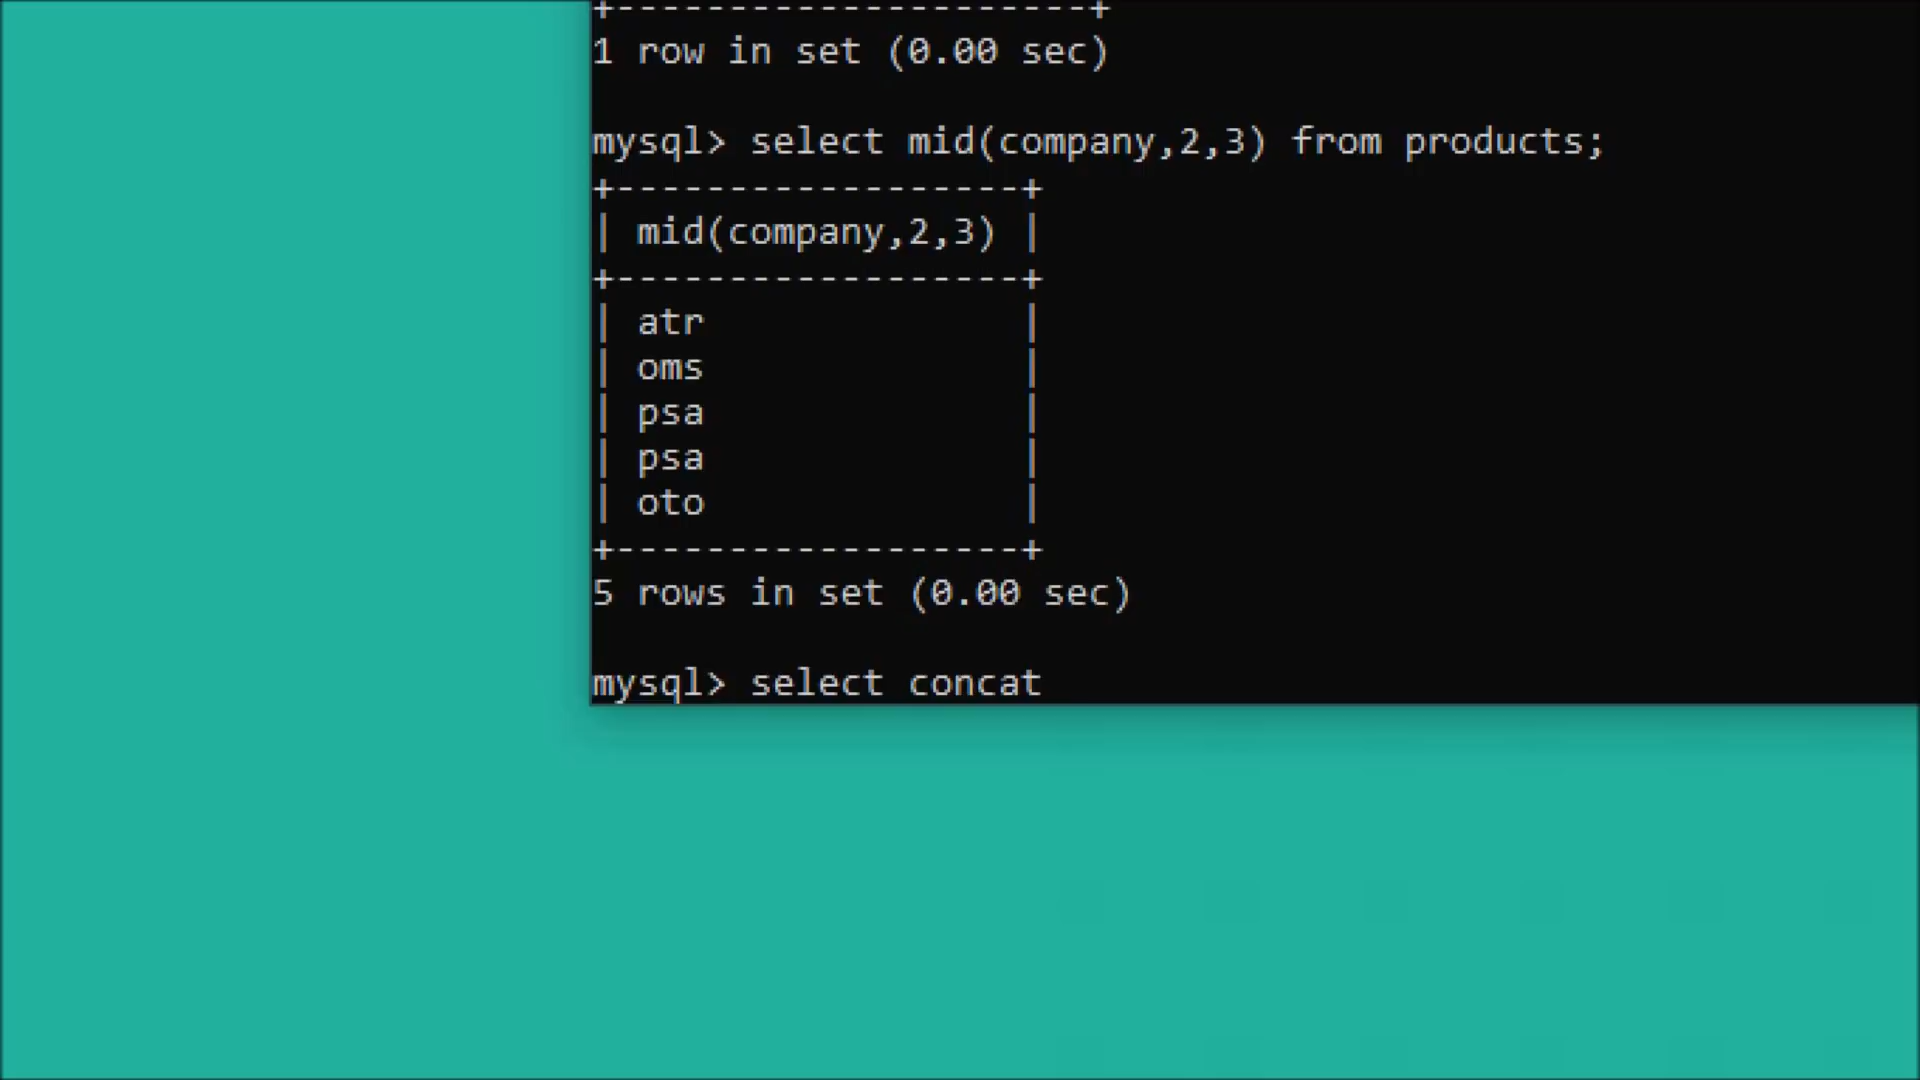 +---------------------+
1 row in set (0.00 sec)
mysql> select mid(company,2,3) from products;
+------------------+
| mid(company,2,3) |
+------------------+
| atr              |
| oms              |
| psa              |
| psa              |
| oto              |
+------------------+
5 rows in set (0.00 sec)
mysql> select concat